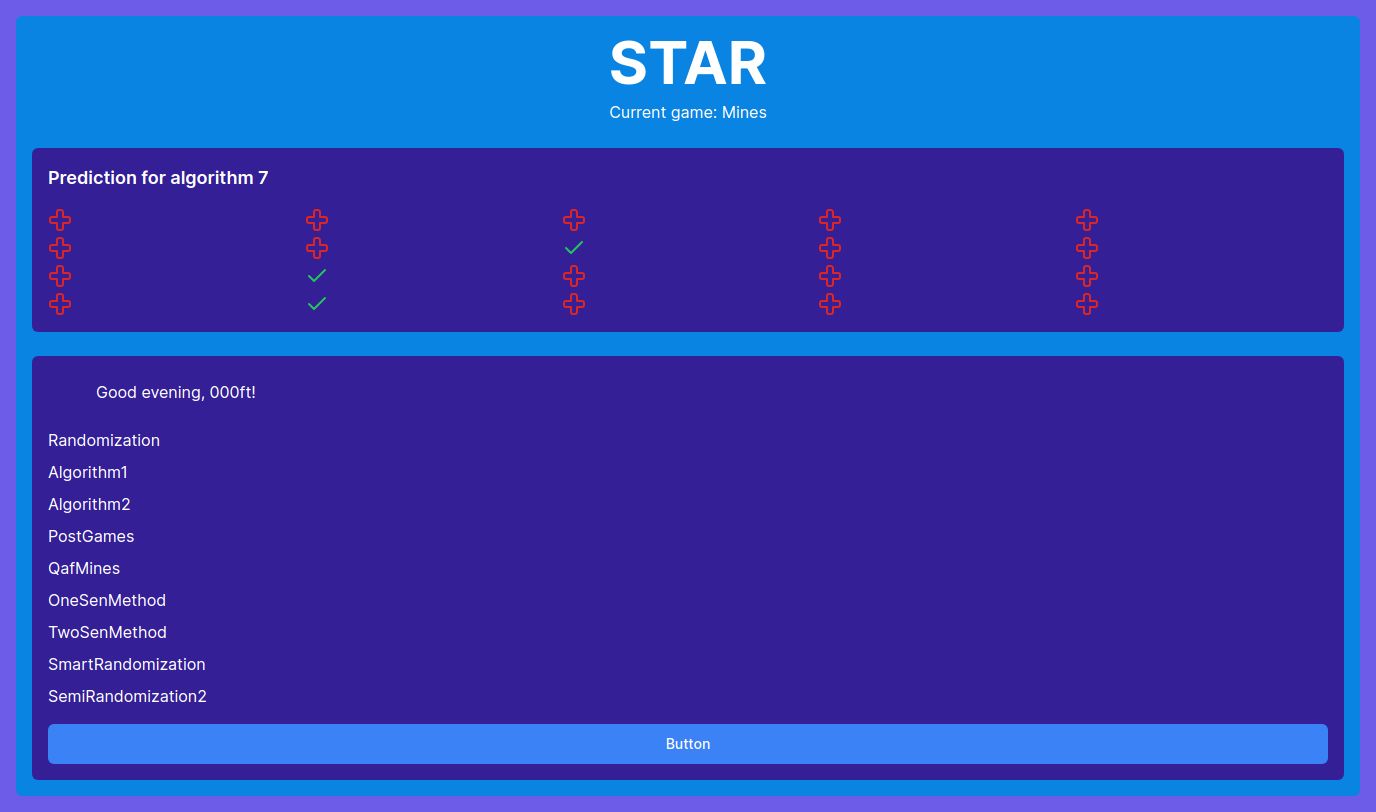 STAR
Current game: Mines
Prediction for algorithm 7
Good evening, 000ft!
Randomization
Algorithm1
Algorithm2
PostGames
QafMines
OneSenMethod
TwoSenMethod
SmartRandomization
SemiRandomization2
Button